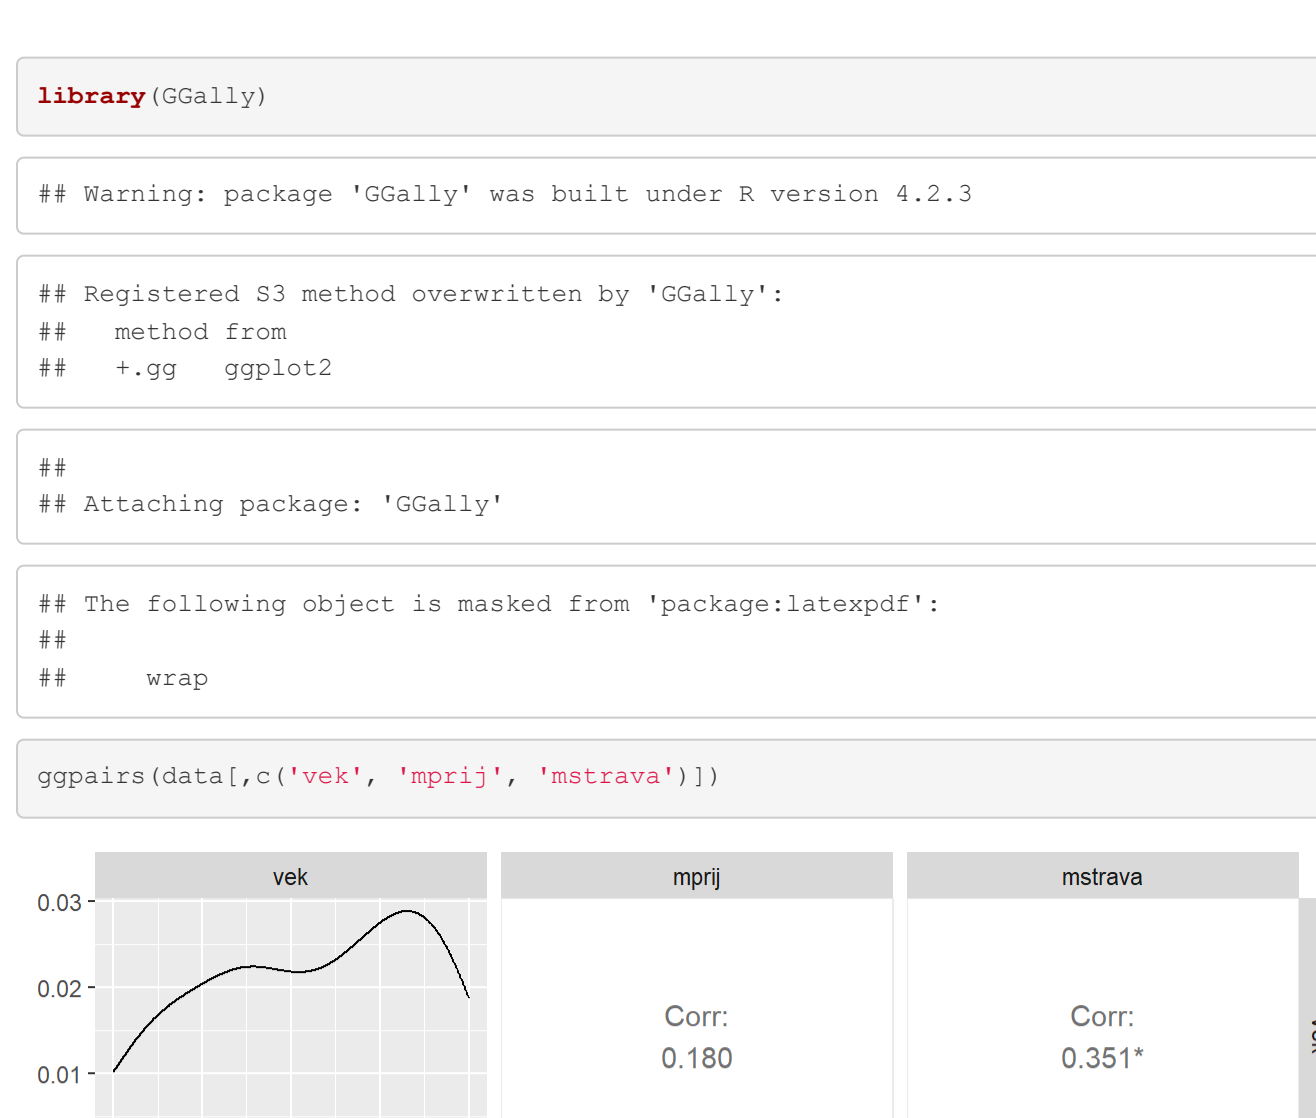 library(GGally)
## Warning: package 'GGally' was built under R version 4.2.3
## Registered S3 method overwritten by 'GGally':
##   method from
##   +.gg   ggplot2
##
## Attaching package: 'GGally'
## The following object is masked from 'package:latexpdf':
##
##     wrap
ggpairs(data[,c('vek', 'mprij', 'mstrava')])
vek mprij mstrava
0.03
0.02
Corr: Corr:
0.180 0.351*
0.01